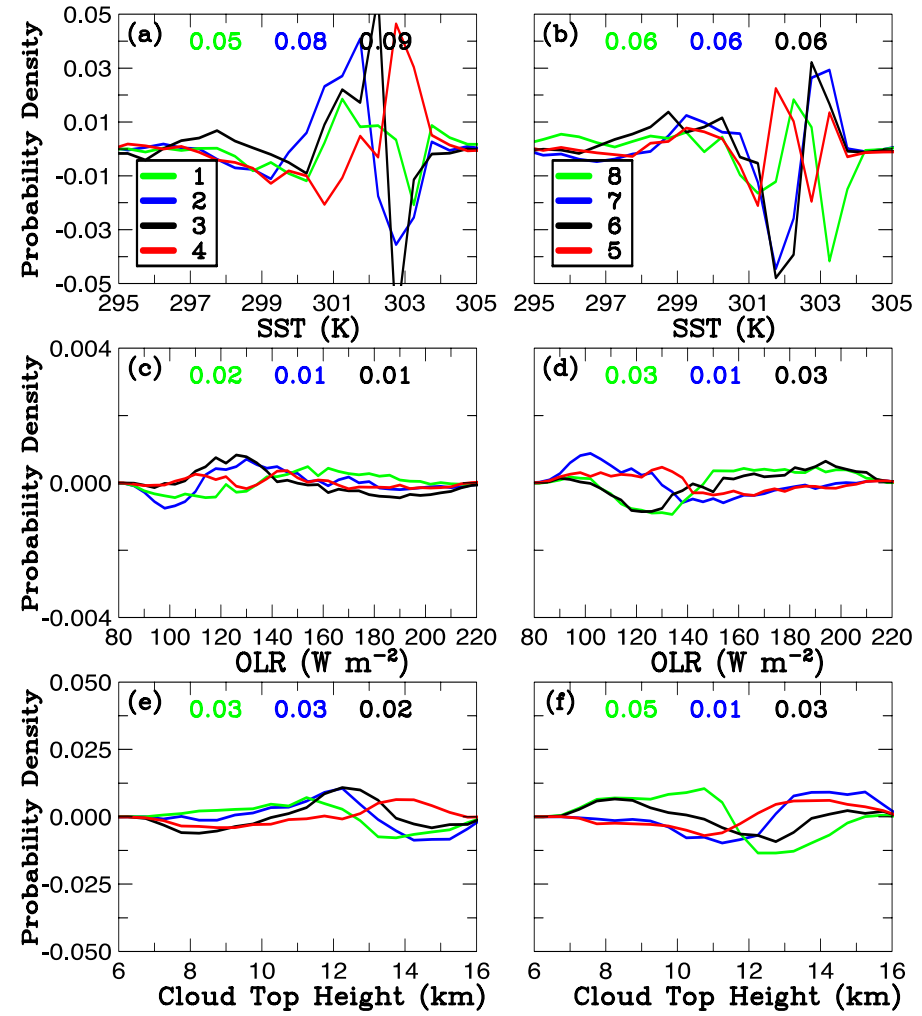 (a) 0.05 0.08 0.09
0.05
0.03
0.01
-0.01
-0.03
-0.05
Probability Density
1
2
3
4
295 297 299 301 303 305
SST (K)
(b) 0.06 0.06 0.06
8
7
6
5
295 297 299 301 303 305
SST (K)
(c) 0.02 0.01 0.01
0.004
0.000
-0.004
Probability Density
80 100 120 140 160 180 200 220
OLR (W m⁻²)
(d) 0.03 0.01 0.03
80 100 120 140 160 180 200 220
OLR (W m⁻²)
(e) 0.03 0.03 0.02
0.050
0.025
0.000
-0.025
-0.050
Probability Density
6 8 10 12 14 16
Cloud Top Height (km)
(f) 0.05 0.01 0.03
6 8 10 12 14 16
Cloud Top Height (km)